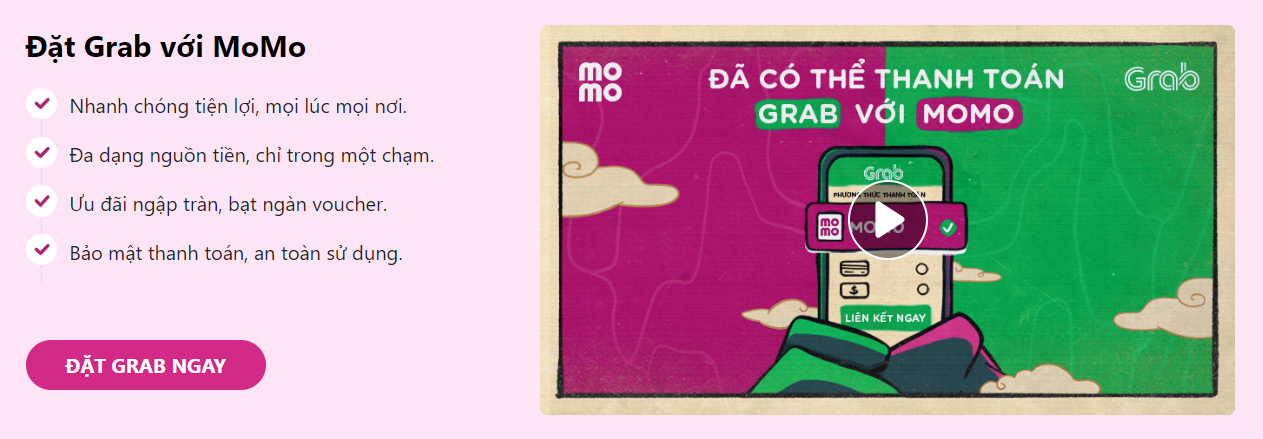 Đặt Grab với MoMo
Nhanh chóng tiện lợi, mọi lúc mọi nơi.
Đa dạng nguồn tiền, chỉ trong một chạm.
Ưu đãi ngập tràn, bạt ngàn voucher.
Bảo mật thanh toán, an toàn sử dụng.
ĐẶT GRAB NGAY
mo
mo
ĐÃ CÓ THỂ THANH TOÁN
GRAB VỚI MOMO
Grab
Grab
PHƯƠNG THỨC THANH TOÁN
mo
mo
MOMO
$
LIÊN KẾT NGAY